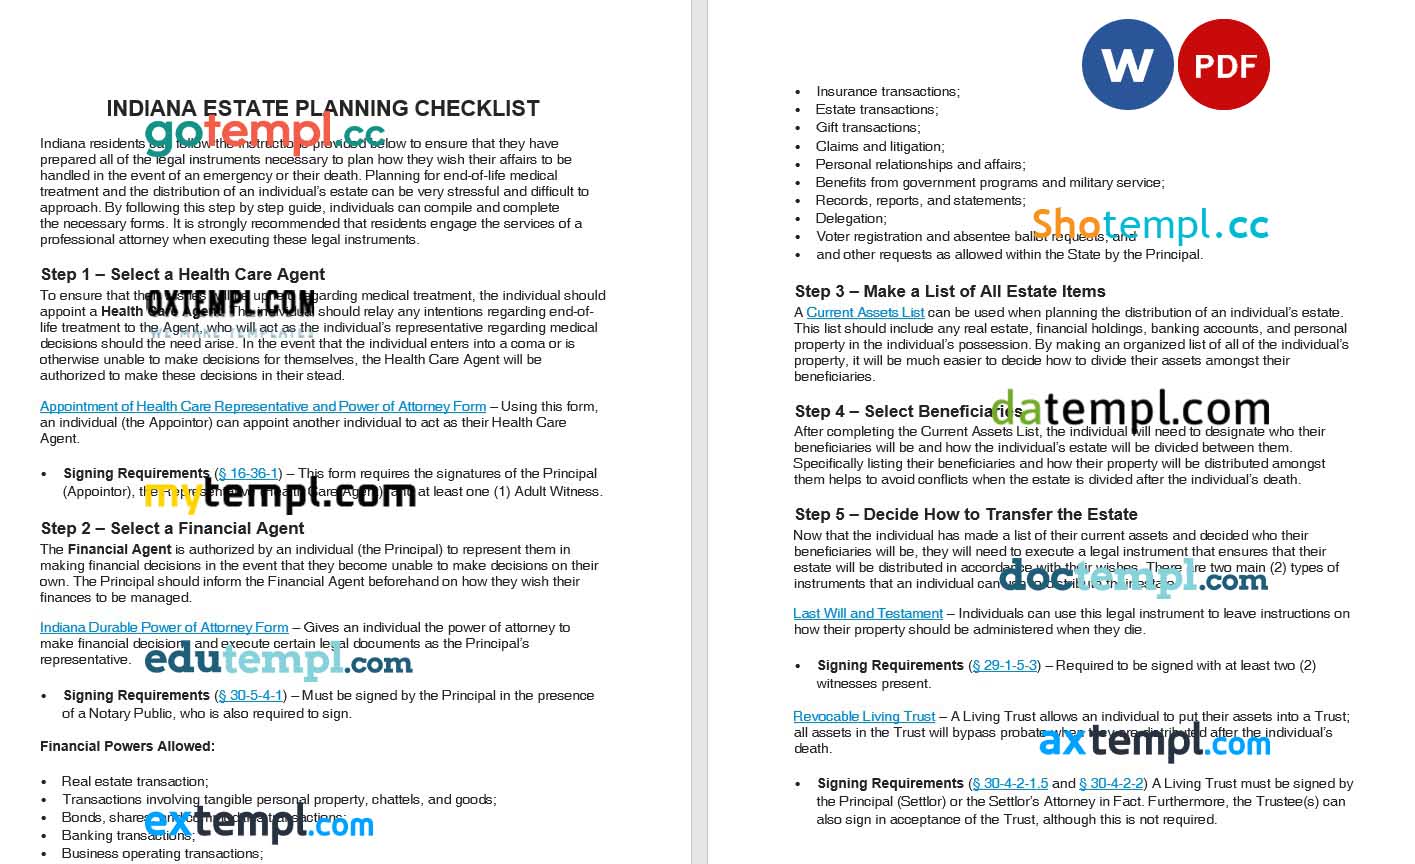 INDIANA ESTATE PLANNING CHECKLIST
gotempl.cc
Indiana residents can follow the instructions provided below to ensure that they have
prepared all of the legal instruments necessary to plan how they wish their affairs to be
handled in the event of an emergency or their death. Planning for end-of-life medical
treatment and the distribution of an individual's estate can be very stressful and difficult to
approach. By following this step by step guide, individuals can compile and complete
the necessary forms. It is strongly recommended that residents engage the services of a
professional attorney when executing these legal instruments.
Step 1 – Select a Health Care Agent
To ensure that their wishes will be upheld regarding medical treatment, the individual should
OXTEMPL.COM
appoint a Health Care Agent. The individual should relay any intentions regarding end-of-
life treatment to the Agent, who will act as the individual's representative regarding medical
WE MAKE TEMPLATES
decisions should the need arise. In the event that the individual enters into a coma or is
otherwise unable to make decisions for themselves, the Health Care Agent will be
authorized to make these decisions in their stead.
Appointment of Health Care Representative and Power of Attorney Form – Using this form,
an individual (the Appointor) can appoint another individual to act as their Health Care
Agent.
• Signing Requirements (§ 16-36-1) – This form requires the signatures of the Principal
(Appointor), the Representative (Health Care Agent), and at least one (1) Adult Witness.
mytempl.com
Step 2 – Select a Financial Agent
The Financial Agent is authorized by an individual (the Principal) to represent them in
making financial decisions in the event that they become unable to make decisions on their
own. The Principal should inform the Financial Agent beforehand on how they wish their
finances to be managed.
Indiana Durable Power of Attorney Form – Gives an individual the power of attorney to
make financial decisions and execute certain legal documents as the Principal's
representative.
edutempl.com
• Signing Requirements (§ 30-5-4-1) – Must be signed by the Principal in the presence
of a Notary Public, who is also required to sign.
Financial Powers Allowed:
• Real estate transaction;
• Transactions involving tangible personal property, chattels, and goods;
• Bonds, shares, and commodities transactions;
extempl.com
• Banking transactions;
• Business operating transactions;
W PDF
• Insurance transactions;
• Estate transactions;
• Gift transactions;
• Claims and litigation;
• Personal relationships and affairs;
• Benefits from government programs and military service;
• Records, reports, and statements;
• Delegation;
Shotempl.cc
• Voter registration and absentee ballot requests; and
• and other requests as allowed within the State by the Principal.
Step 3 – Make a List of All Estate Items
A Current Assets List can be used when planning the distribution of an individual's estate.
This list should include any real estate, financial holdings, banking accounts, and personal
property in the individual's possession. By making an organized list of all of the individual's
property, it will be much easier to decide how to divide their assets amongst their
beneficiaries.
Step 4 – Select Beneficiaries
datempl.com
After completing the Current Assets List, the individual will need to designate who their
beneficiaries will be and how the individual's estate will be divided between them.
Specifically listing their beneficiaries and how their property will be distributed amongst
them helps to avoid conflicts when the estate is divided after the individual's death.
Step 5 – Decide How to Transfer the Estate
Now that the individual has made a list of their current assets and decided who their
beneficiaries will be, they will need to execute a legal instrument that ensures that their
estate will be distributed in accordance with their wishes. There are two main (2) types of
instruments that an individual can use to distribute their estate.
doctempl.com
Last Will and Testament – Individuals can use this legal instrument to leave instructions on
how their property should be administered when they die.
• Signing Requirements (§ 29-1-5-3) – Required to be signed with at least two (2)
witnesses present.
Revocable Living Trust – A Living Trust allows an individual to put their assets into a Trust;
all assets in the Trust will bypass probate when they are distributed after the individual's
death.
axtempl.com
• Signing Requirements (§ 30-4-2-1.5 and § 30-4-2-2) A Living Trust must be signed by
the Principal (Settlor) or the Settlor's Attorney in Fact. Furthermore, the Trustee(s) can
also sign in acceptance of the Trust, although this is not required.